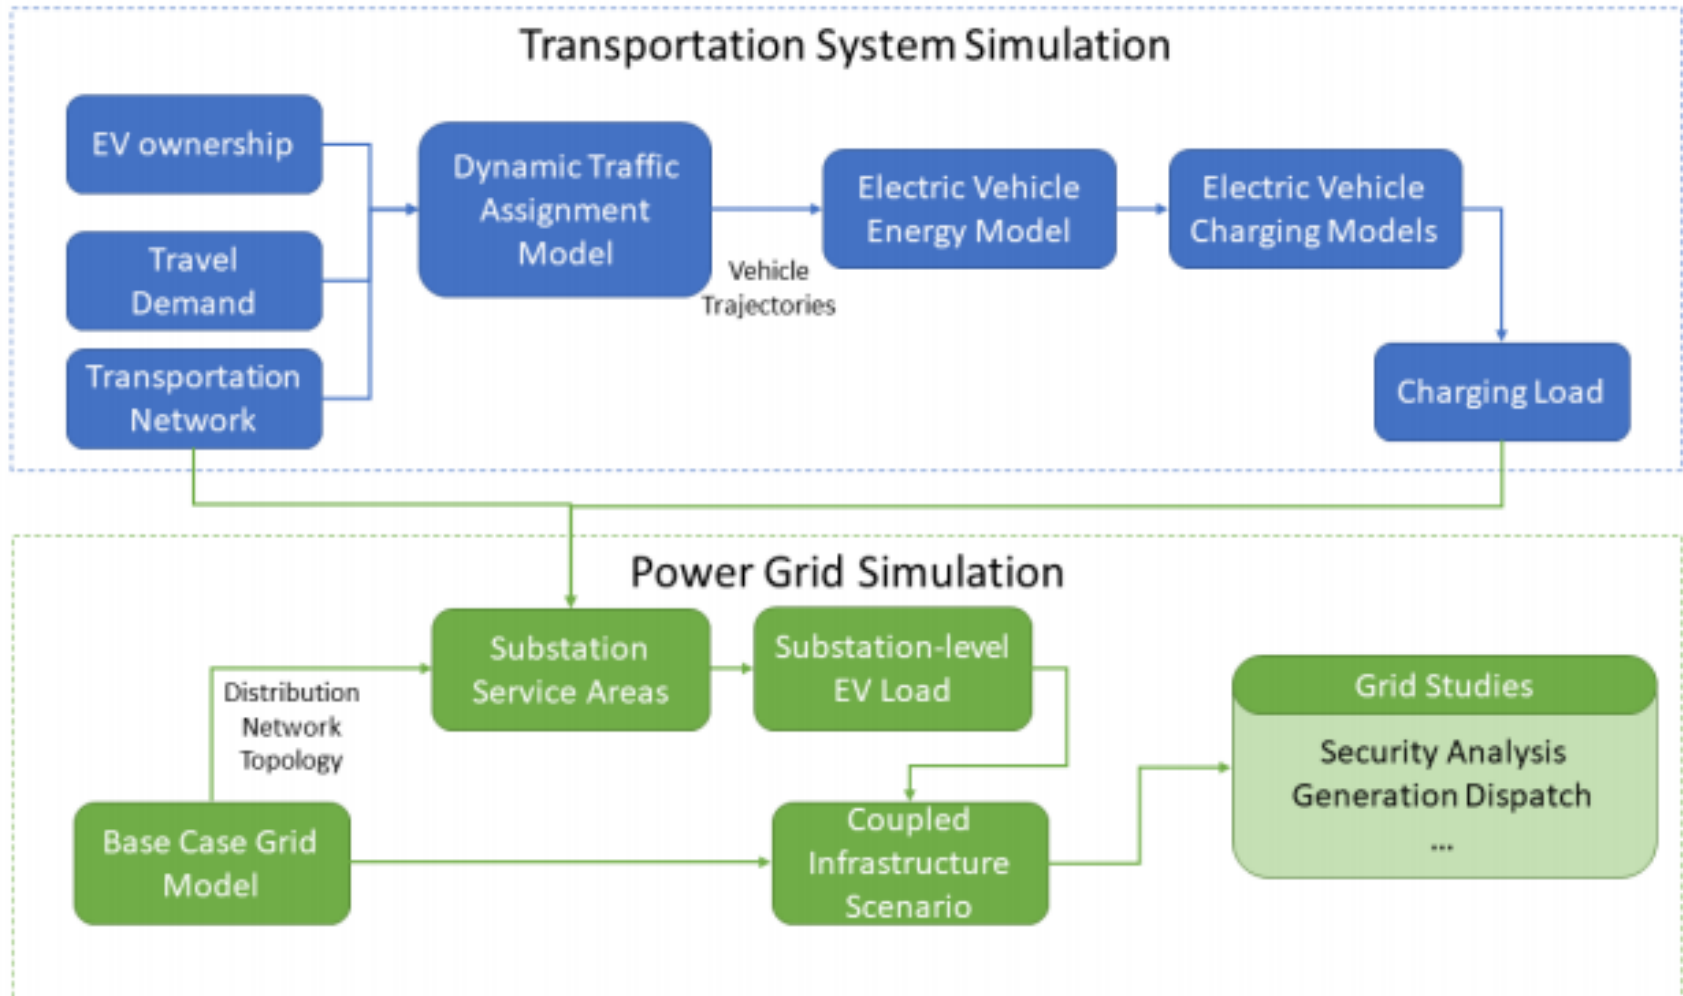 Transportation System Simulation
EV ownership
Travel
Demand
Transportation
Network
Dynamic Traffic
Assignment
Model
Vehicle
Trajectories
Electric Vehicle
Energy Model
Electric Vehicle
Charging Models
Charging Load
Power Grid Simulation
Substation
Service Areas
Substation-level
EV Load
Distribution
Network
Topology
Base Case Grid
Model
Coupled
Infrastructure
Scenario
Grid Studies
Security Analysis
Generation Dispatch
...